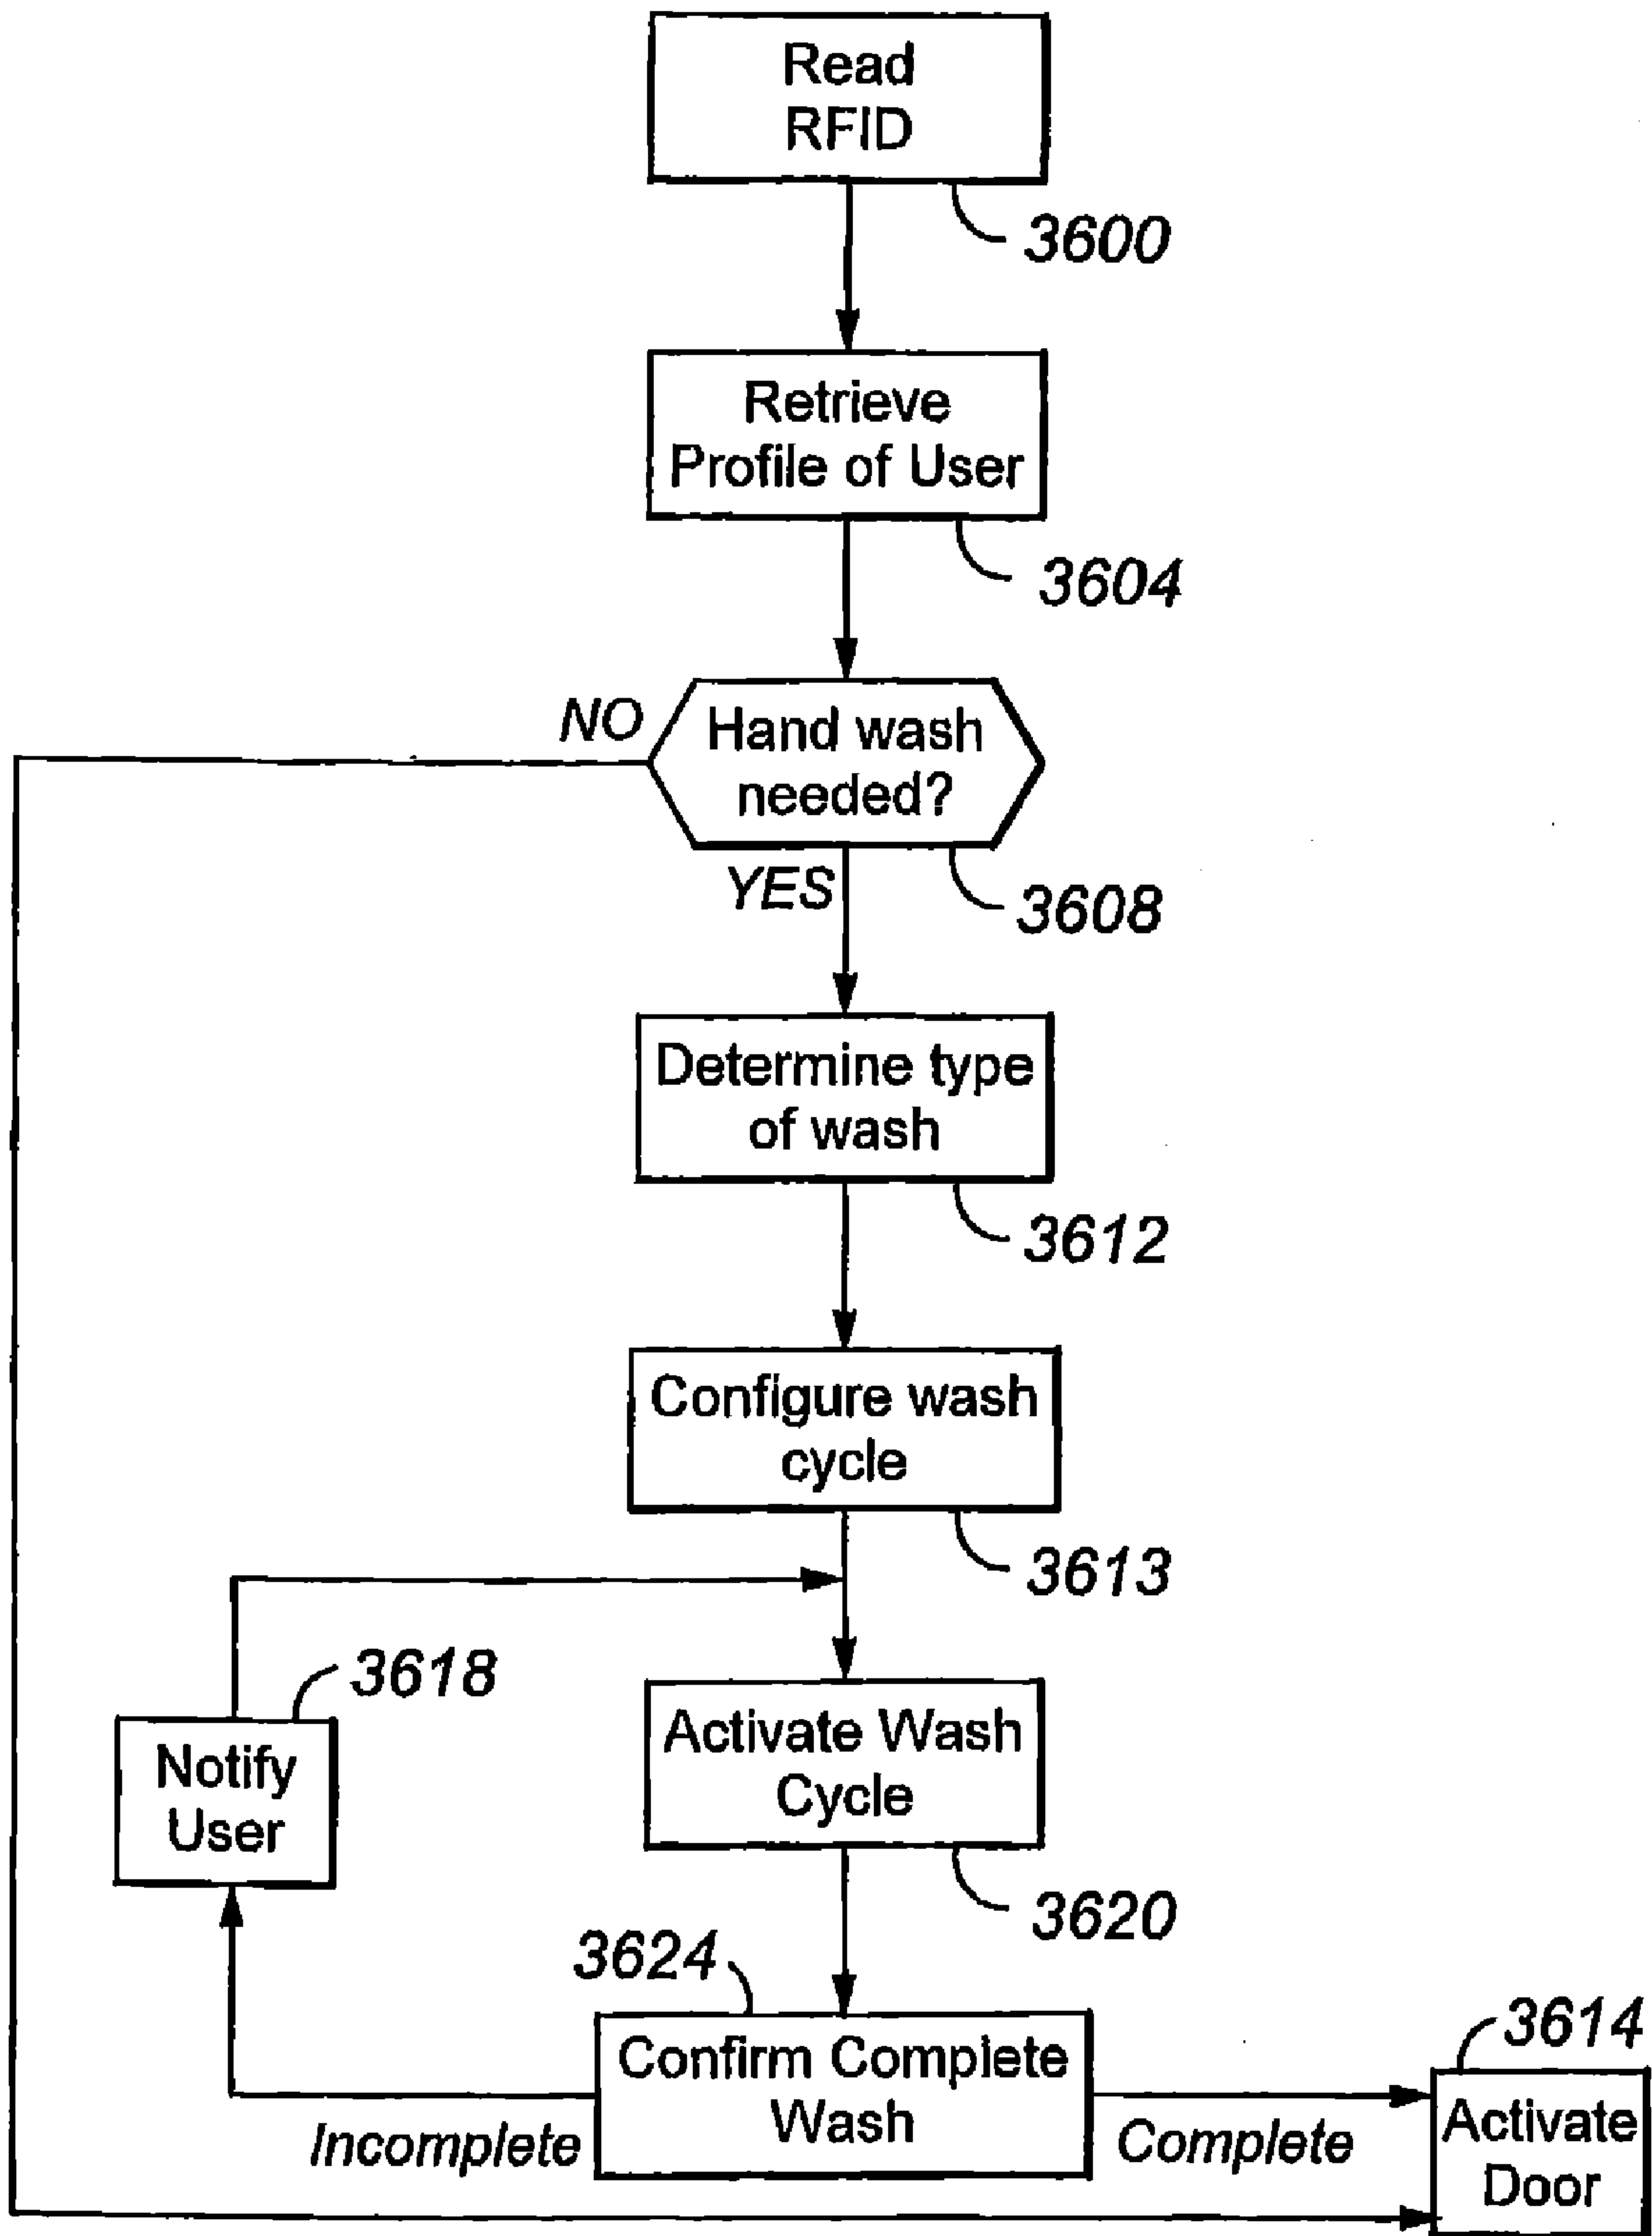 Read
RFID
3600
Retrieve
Profile of User
3604
NO
Hand wash
needed?
YES
3608
Determine type
of wash
3612
Configure wash
cycle
3613
3618
Notify
User
Activate Wash
Cycle
3620
3624
Confirm Complete
Wash
Incomplete
Complete
3614
Activate
Door